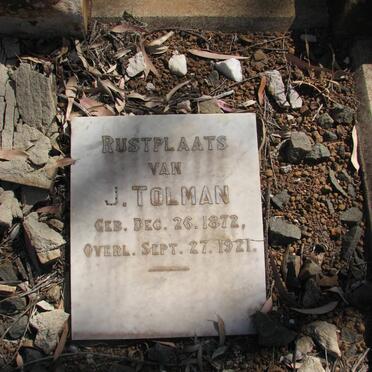 RUSTPLAATS
VAN
J. TOLMAN
GEB. DEC. 26. 1872,
OVERL. SEPT. 27. 1921.